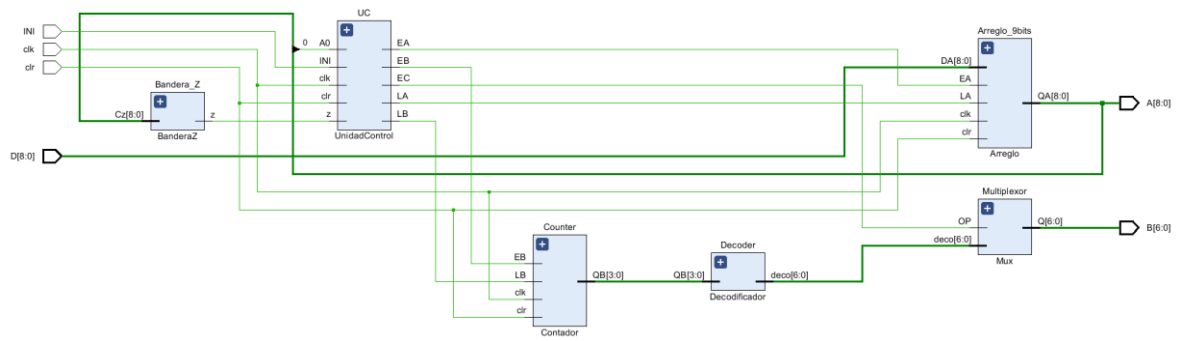 UC
INI
clk
clr
0
A0
INI
clk
clr
z
EA
EB
EC
LA
LB
UnidadControl
Bandera_Z
Cz[8:0]
z
BanderaZ
D[8:0]
Arreglo_9bits
DA[8:0]
EA
LA
clk
clr
QA[8:0]
Arreglo
A[8:0]
Multiplexor
OP
deco[6:0]
Q[6:0]
Mux
B[6:0]
Counter
EB
LB
clk
clr
QB[3:0]
Contador
Decoder
QB[3:0]
deco[6:0]
Decodificador